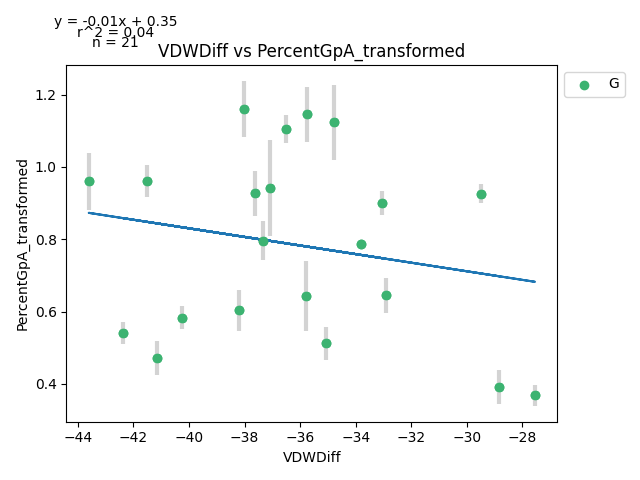 y = -0.01x + 0.35
r^2 = 0.04
n = 21
VDWDiff vs PercentGpA_transformed
G
PercentGpA_transformed
1.2
1.0
0.8
0.6
0.4
−44 −42 −40 −38 −36 −34 −32 −30 −28
VDWDiff